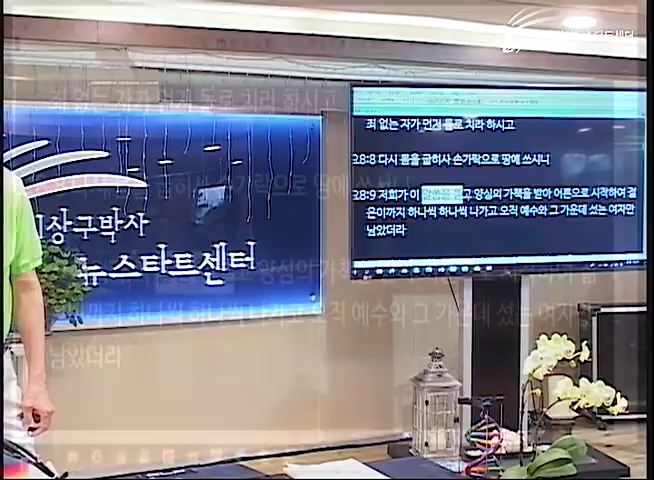 상구박사
뉴스타트센터
죄 없는 자가 먼저 돌로 치라 하시고
8:8 다시 몸을 굽히사 손가락으로 땅에 쓰시니
8:9 저희가 이 말씀을 듣고 양심의 가책을 받아 어른으로 시작하여 젊
은이까지 하나씩 하나씩 나가고 오직 예수와 그 가운데 섰는 여자만
남았더라